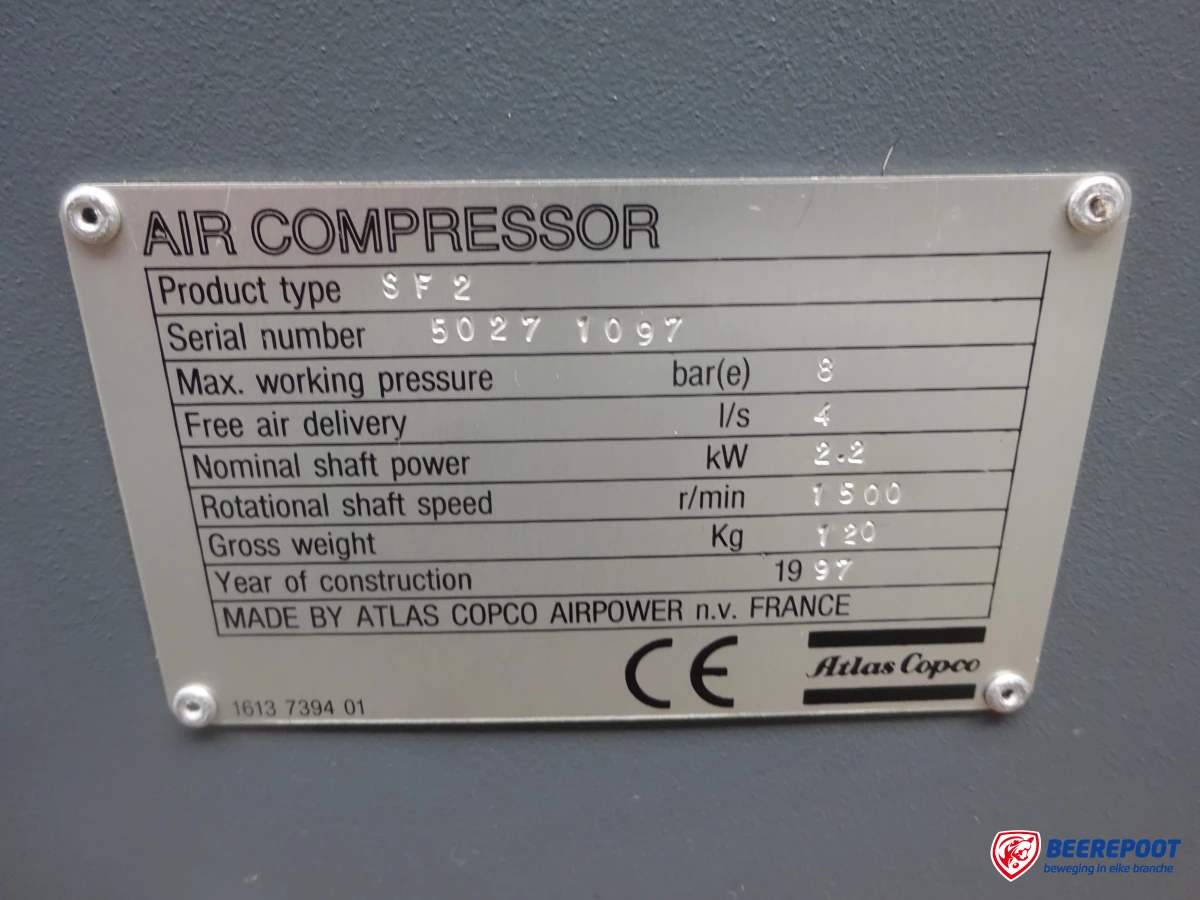 AIR COMPRESSOR
Product type SF2
Serial number 5027 1097
Max. working pressure bar(e) 8
Free air delivery l/s 4
Nominal shaft power kW 2.2
Rotational shaft speed r/min 1500
Gross weight Kg 120
Year of construction 1997
MADE BY ATLAS COPCO AIRPOWER n.v. FRANCE
CE
Atlas Copco
1613 7394 01
BEEREPOOT
beweging in elke branche